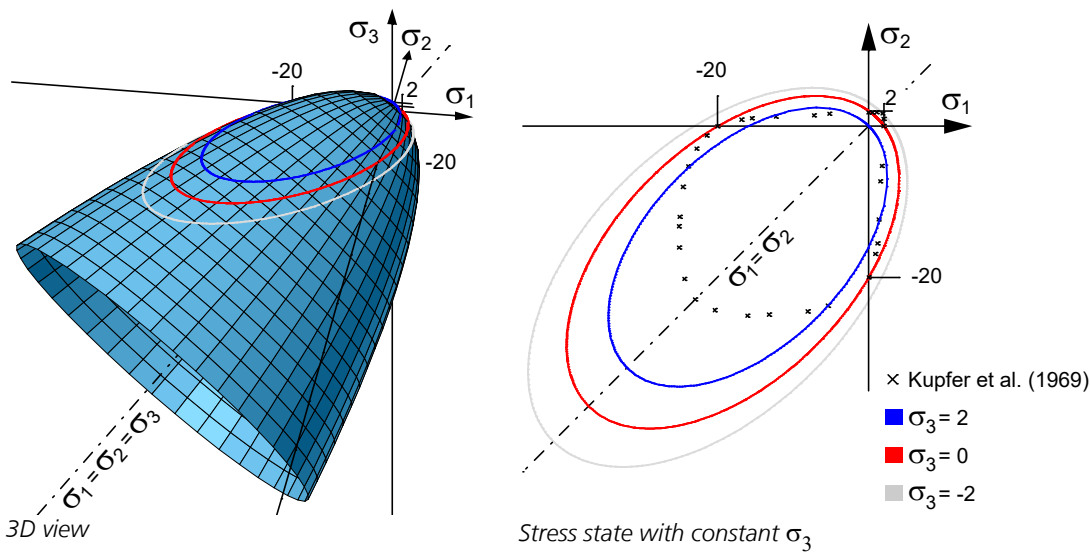 σ3
σ2
-20
2
σ1
-20
σ1 = σ2 = σ3
3D view
σ2
-20
2
σ1
σ1 = σ2
-20
× Kupfer et al. (1969)
σ3 = 2
σ3 = 0
σ3 = -2
Stress state with constant σ3